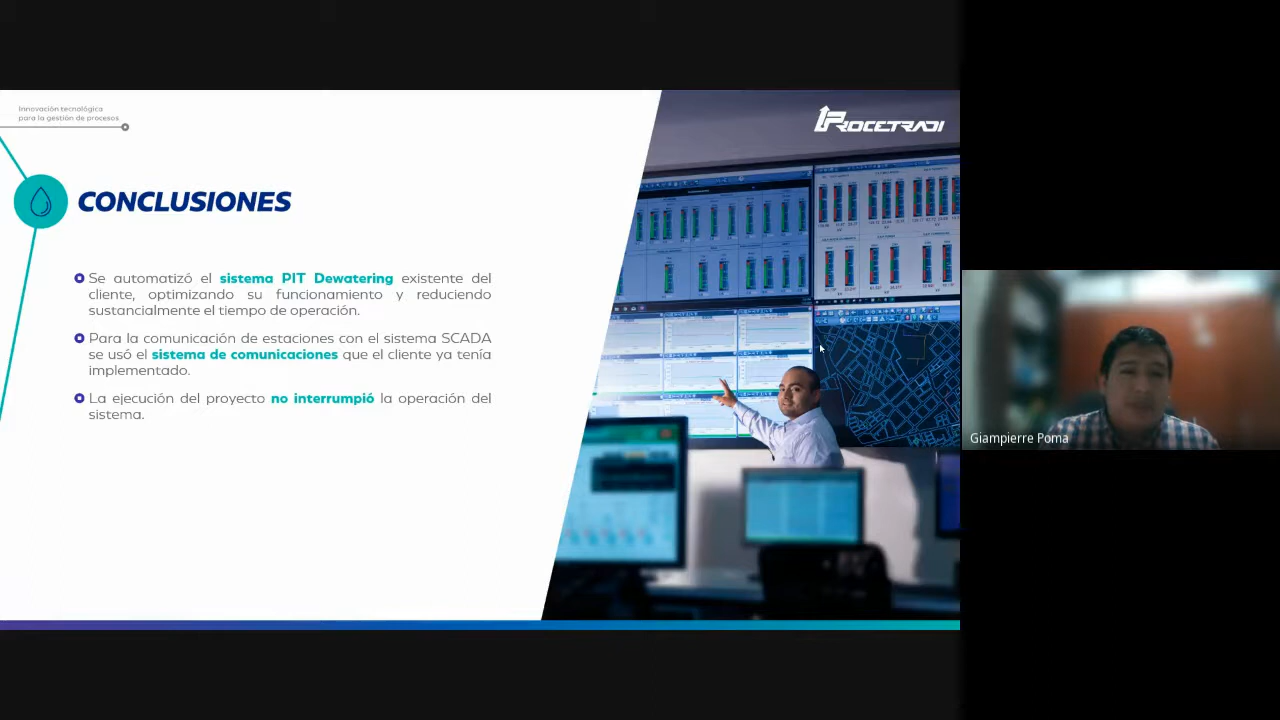 Innovación tecnológica
para la gestión de procesos
PROCETRADI
CONCLUSIONES
Se automatizó el sistema PIT Dewatering existente del
cliente, optimizando su funcionamiento y reduciendo
sustancialmente el tiempo de operación.
Para la comunicación de estaciones con el sistema SCADA
se usó el sistema de comunicaciones que el cliente ya tenía
implementado.
La ejecución del proyecto no interrumpió la operación del
sistema.
Giampierre Poma